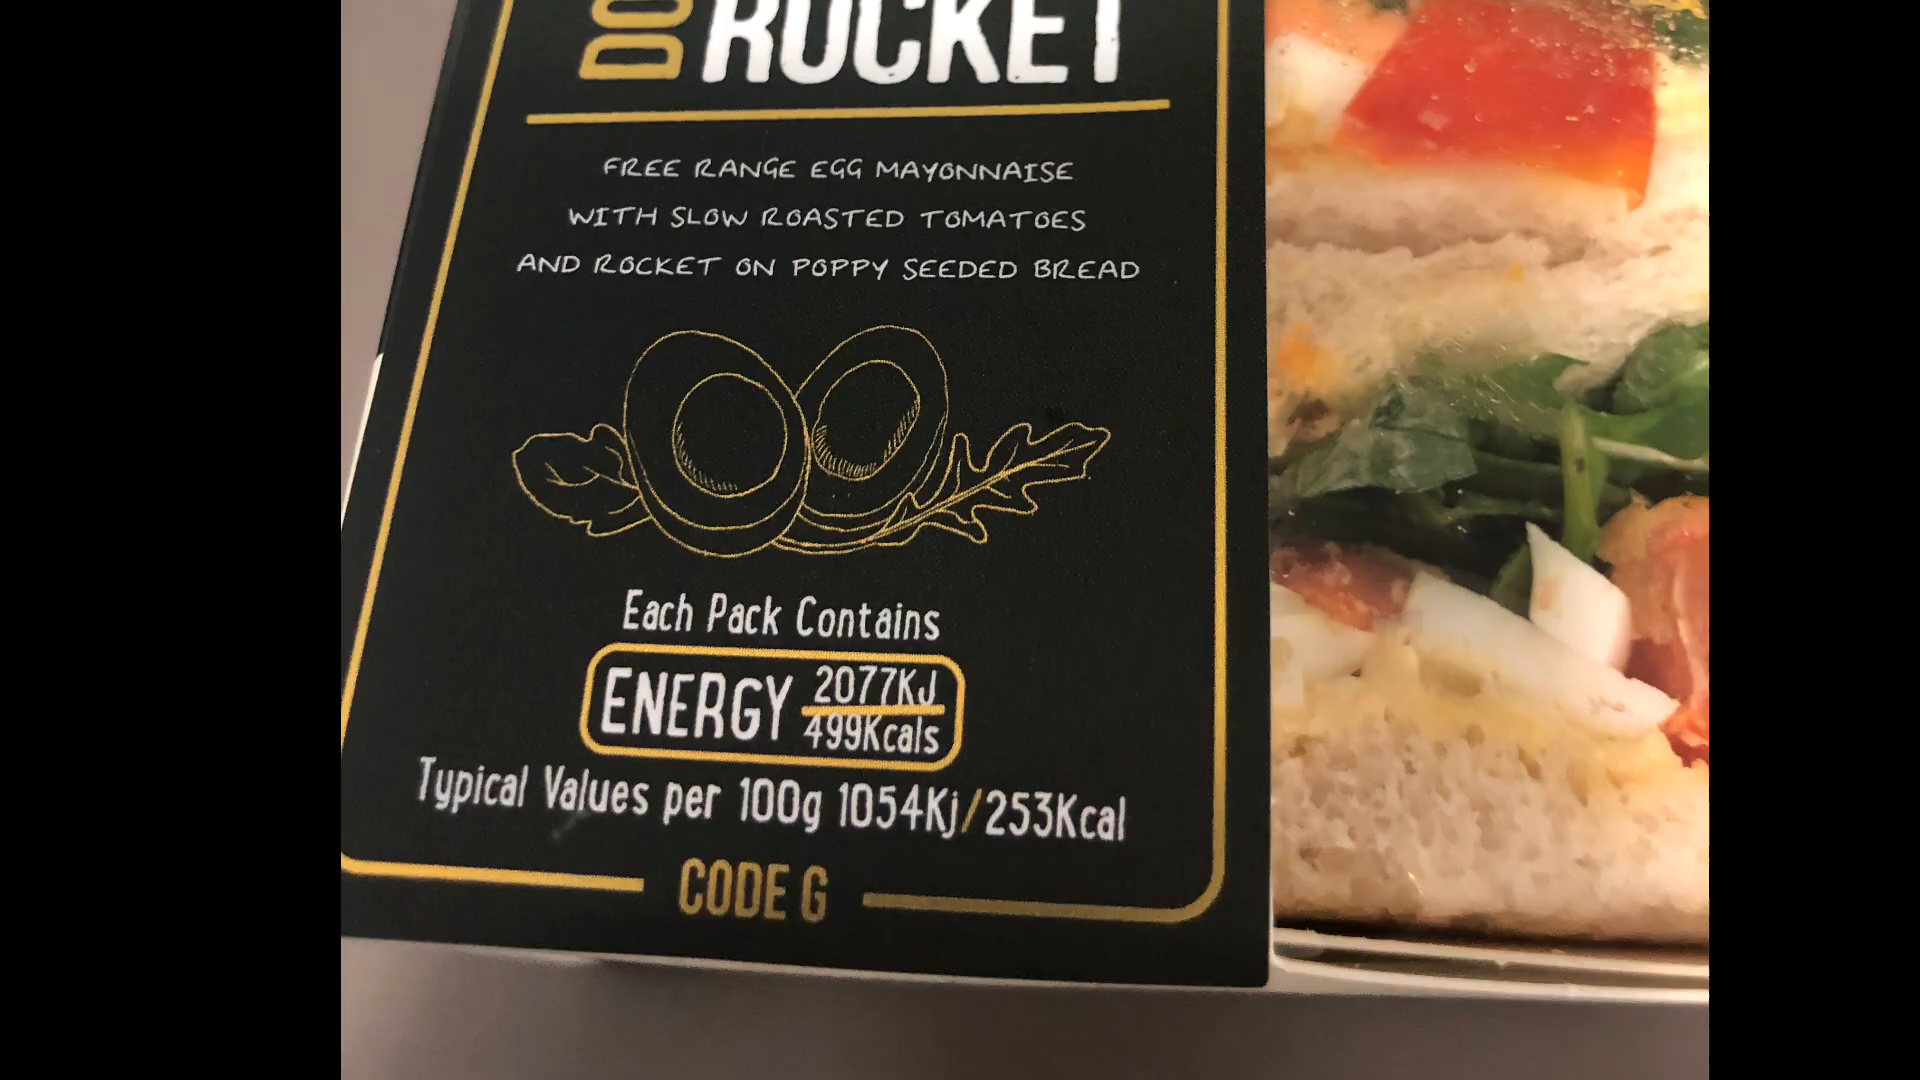 ROCKET
FREE RANGE EGG MAYONNAISE
WITH SLOW ROASTED TOMATOES
AND ROCKET ON POPPY SEEDED BREAD
Each Pack Contains
ENERGY 2077KJ
499Kcals
Typical Values per 100g 1054Kj/253Kcal
CODE G